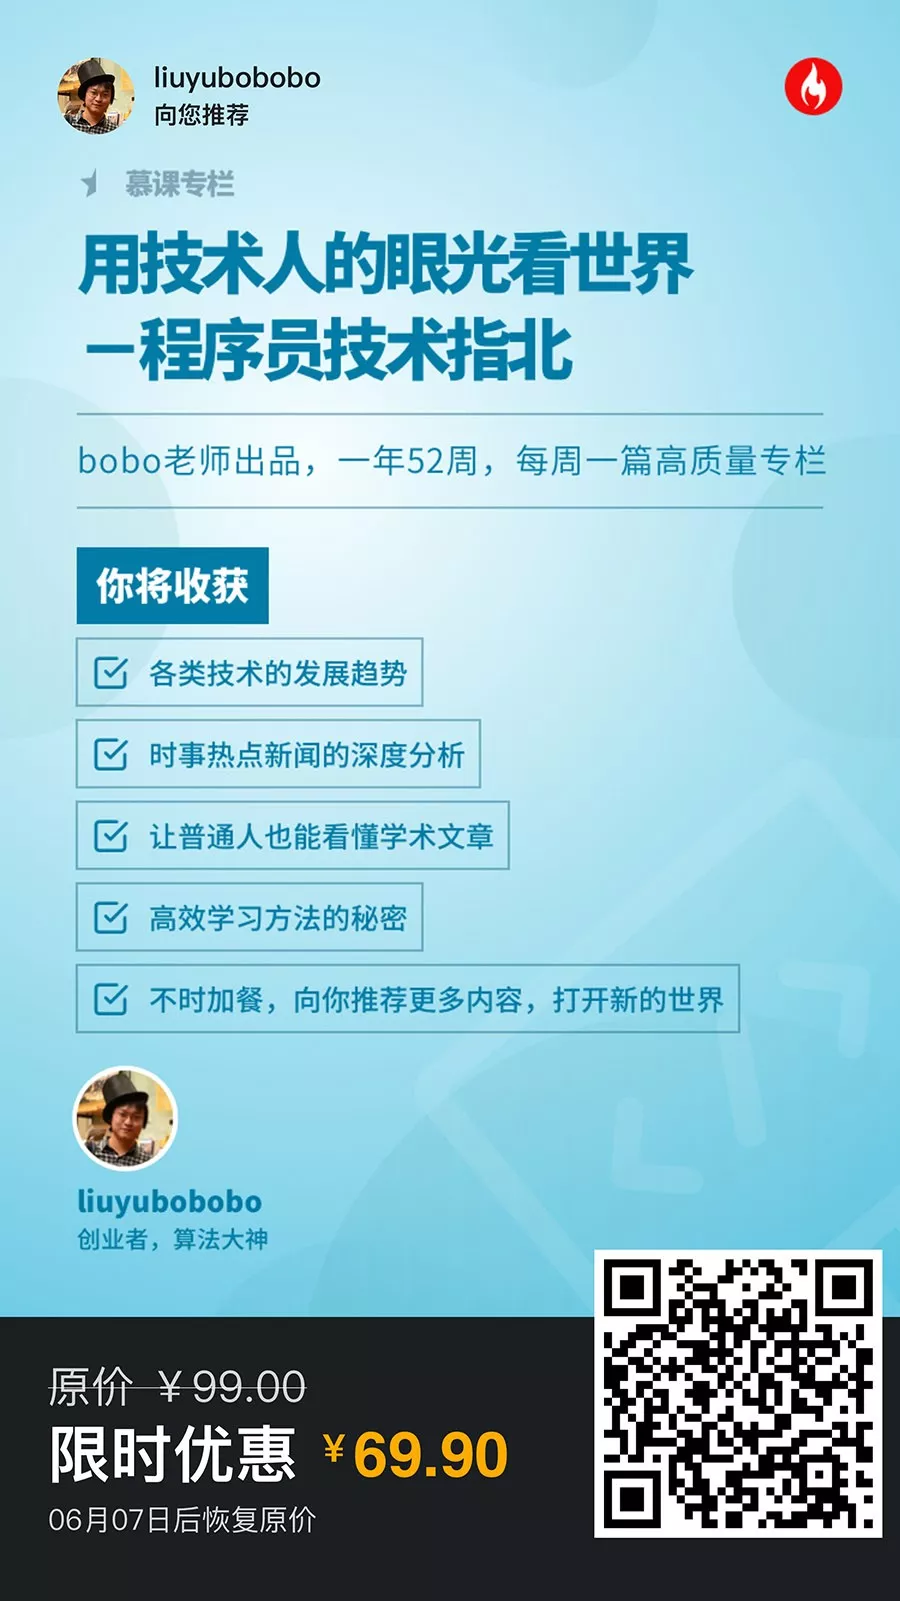 liuyubobobo
向您推荐
慕课专栏
用技术人的眼光看世界
－程序员技术指北
bobo老师出品，一年52周，每周一篇高质量专栏
你将收获
各类技术的发展趋势
时事热点新闻的深度分析
让普通人也能看懂学术文章
高效学习方法的秘密
不时加餐，向你推荐更多内容，打开新的世界
liuyubobobo
创业者，算法大神
原价 ￥99.00
限时优惠 ￥69.90
06月07日后恢复原价